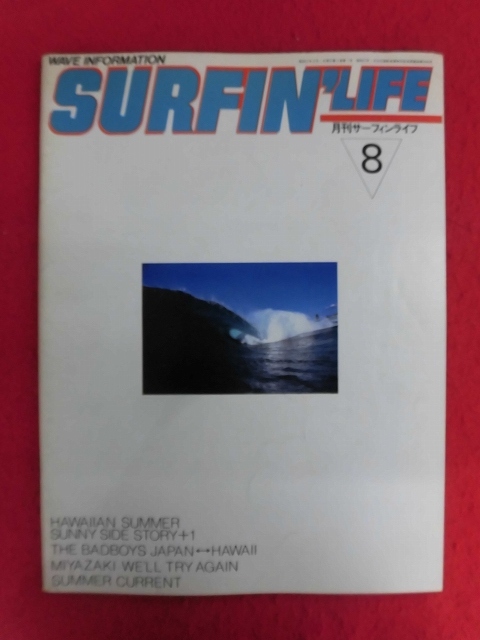 WAVE INFORMATION
SURFIN' LIFE
月刊サーフィンライフ
8
HAWAIIAN SUMMER
SUNNY SIDE STORY+1
THE BADBOYS JAPAN↔HAWAII
MIYAZAKI WE'LL TRY AGAIN
SUMMER CURRENT